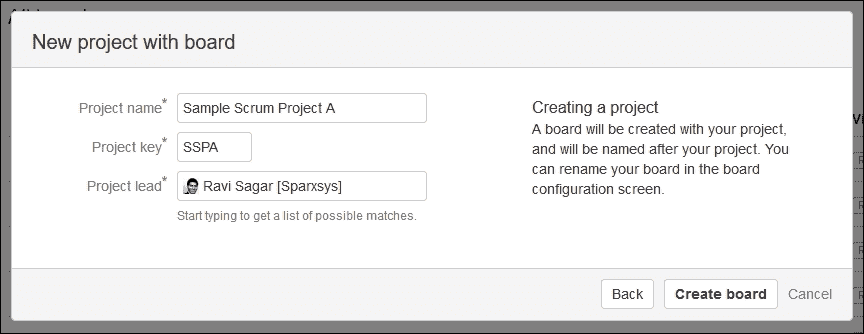 New project with board
Project name* Sample Scrum Project A
Project key* SSPA
Project lead* Ravi Sagar [Sparxsys]
Start typing to get a list of possible matches.
Creating a project
A board will be created with your project,
and will be named after your project. You
can rename your board in the board
configuration screen.
Back Create board Cancel